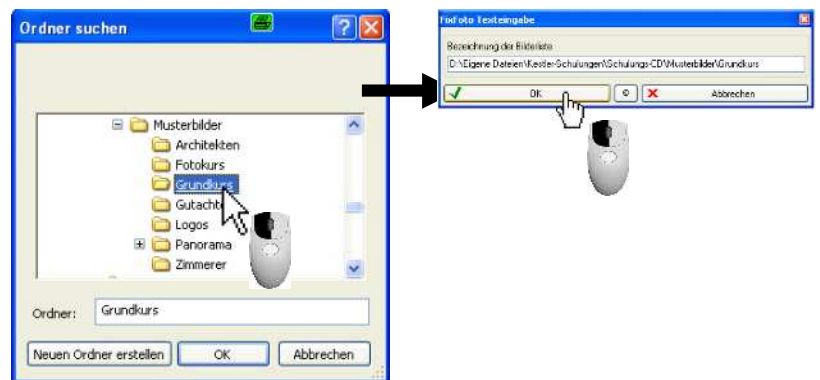 Ordner suchen
Musterbilder
Architekten
Fotokurs
Grundkurs
Gutachte
Logos
Panorama
Zimmerer
Ordner: Grundkurs
Neuen Ordner erstellen OK Abbrechen
FixFoto Texteingabe
Bezeichnung der Bilderliste
D:\Eigene Dateien\Kestler-Schulungen\Schulungs-CD\Musterbilder\Grundkurs
OK Abbrechen